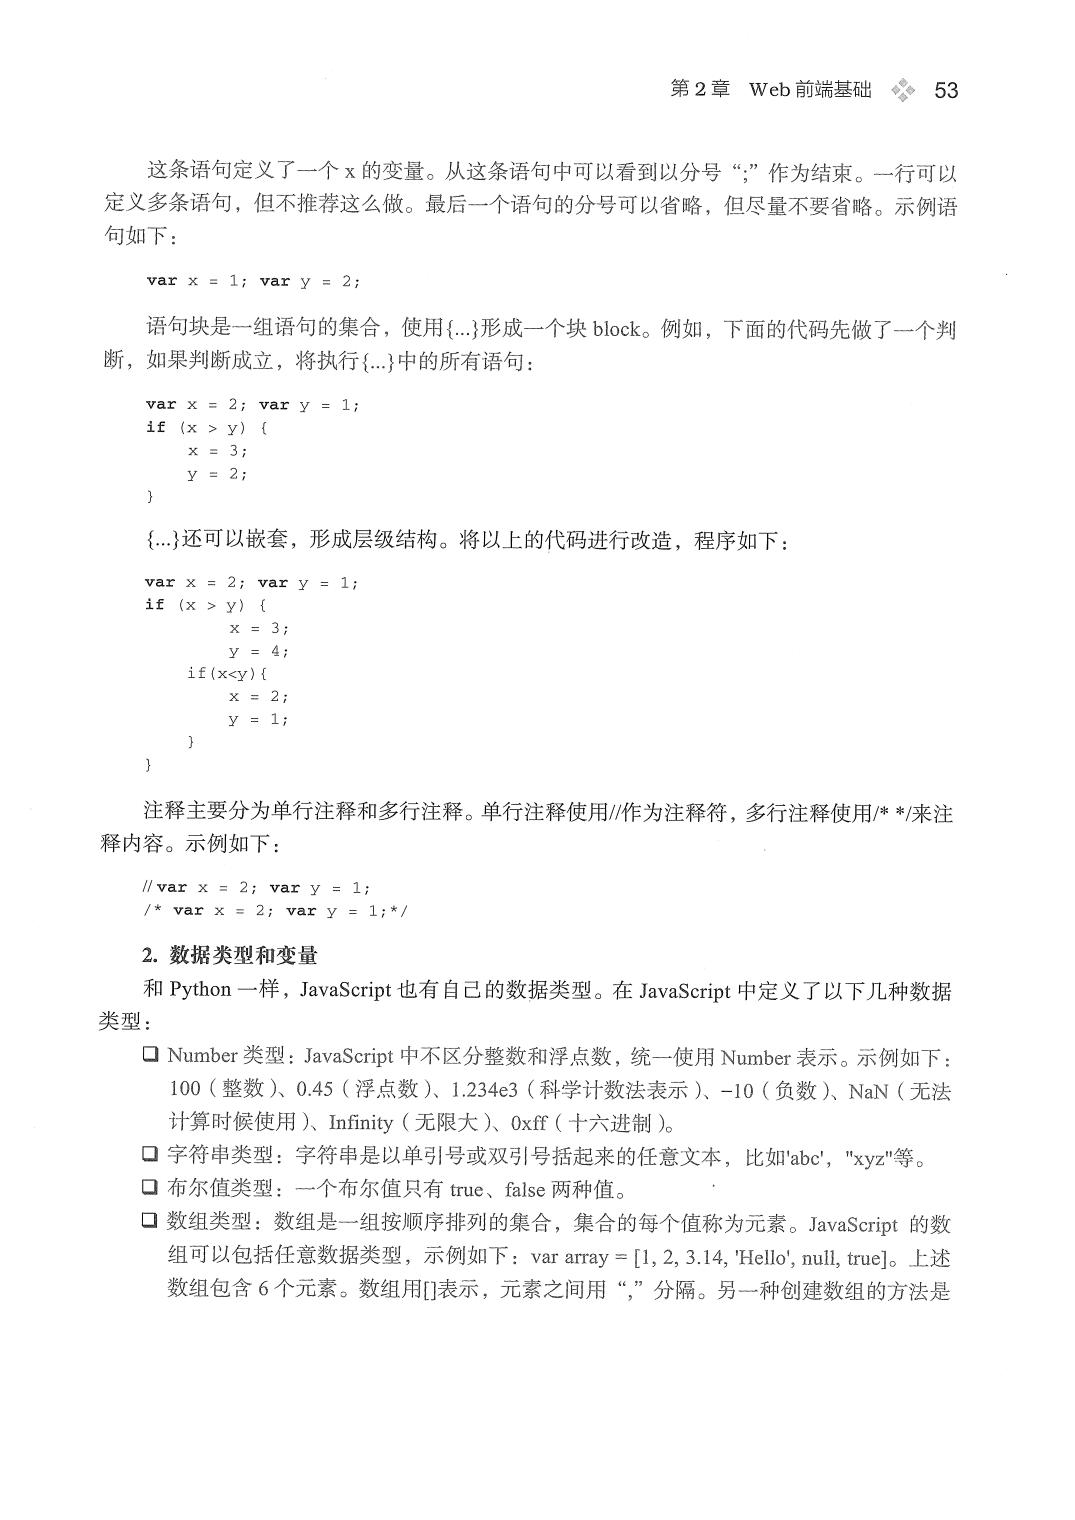 第 2 章 Web 前端基础 53
这条语句定义了一个 x 的变量。从这条语句中可以看到以分号“;”作为结束。一行可以
定义多条语句，但不推荐这么做。最后一个语句的分号可以省略，但尽量不要省略。示例语
句如下：
var x = 1; var y = 2;
语句块是一组语句的集合，使用{...}形成一个块 block。例如，下面的代码先做了一个判
断，如果判断成立，将执行{...}中的所有语句：
var x = 2; var y = 1;
if (x > y) {
    x = 3;
    y = 2;
}
{...}还可以嵌套，形成层级结构。将以上的代码进行改造，程序如下：
var x = 2; var y = 1;
if (x > y) {
        x = 3;
        y = 4;
    if(x<y){
        x = 2;
        y = 1;
    }
}
注释主要分为单行注释和多行注释。单行注释使用//作为注释符，多行注释使用/* */来注
释内容。示例如下：
//var x = 2; var y = 1;
/* var x = 2; var y = 1;*/
2. 数据类型和变量
和 Python 一样，JavaScript 也有自己的数据类型。在 JavaScript 中定义了以下几种数据
类型：
❑ Number 类型：JavaScript 中不区分整数和浮点数，统一使用 Number 表示。示例如下：
100（整数）、0.45（浮点数）、1.234e3（科学计数法表示）、−10（负数）、NaN（无法
计算时候使用）、Infinity（无限大）、0xff（十六进制）。
❑ 字符串类型：字符串是以单引号或双引号括起来的任意文本，比如'abc'，"xyz"等。
❑ 布尔值类型：一个布尔值只有 true、false 两种值。
❑ 数组类型：数组是一组按顺序排列的集合，集合的每个值称为元素。JavaScript 的数
组可以包括任意数据类型，示例如下：var array = [1, 2, 3.14, 'Hello', null, true]。上述
数组包含 6 个元素。数组用[]表示，元素之间用“,”分隔。另一种创建数组的方法是